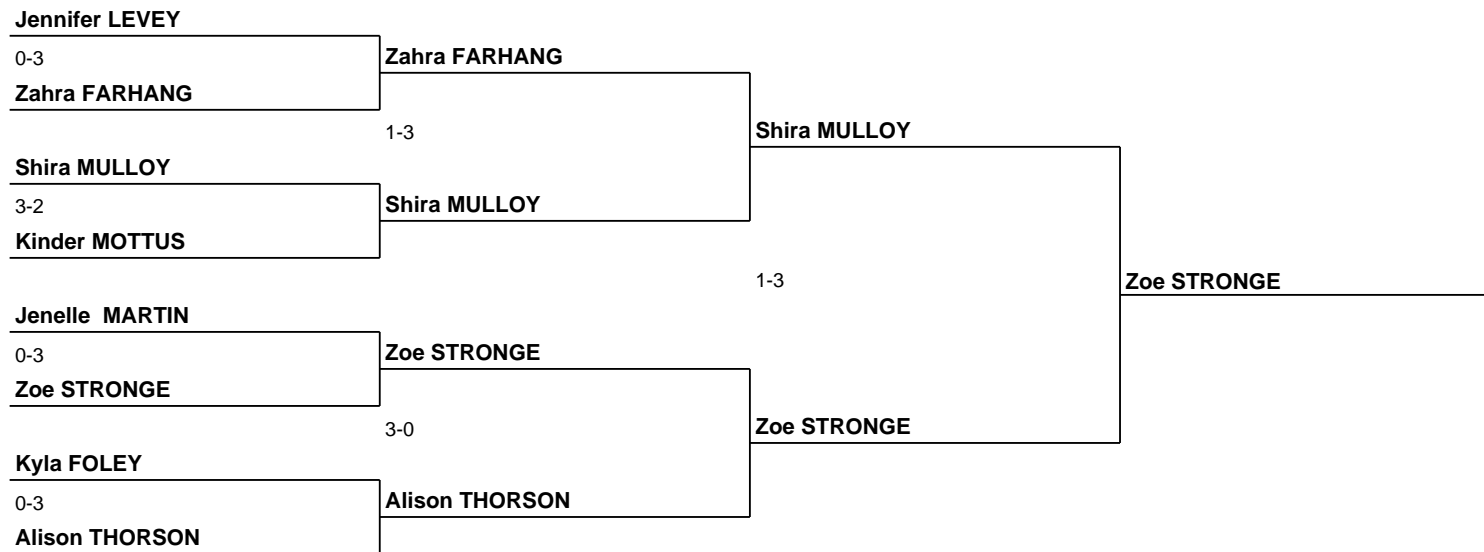 Jennifer LEVEY
0-3
Zahra FARHANG
Zahra FARHANG
1-3
Shira MULLOY
Shira MULLOY
3-2
Shira MULLOY
Kinder MOTTUS
1-3
Zoe STRONGE
Jenelle  MARTIN
0-3
Zoe STRONGE
Zoe STRONGE
3-0
Zoe STRONGE
Kyla FOLEY
0-3
Alison THORSON
Alison THORSON